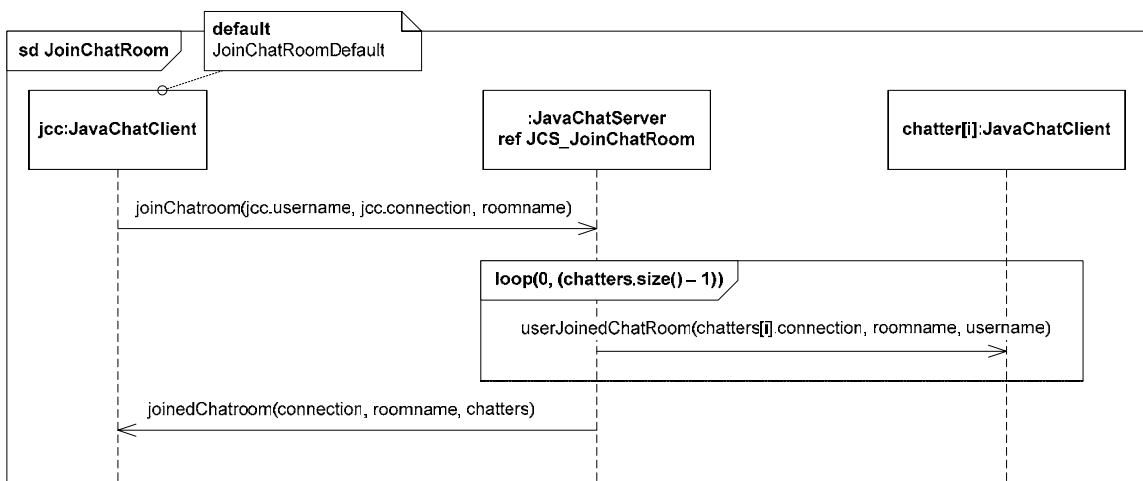 default
JoinChatRoomDefault
sd JoinChatRoom
jcc:JavaChatClient
:JavaChatServer
ref JCS_JoinChatRoom
chatter[i]:JavaChatClient
joinChatroom(jcc.username, jcc.connection, roomname)
loop(0, (chatters.size() – 1))
userJoinedChatRoom(chatters[i].connection, roomname, username)
joinedChatroom(connection, roomname, chatters)